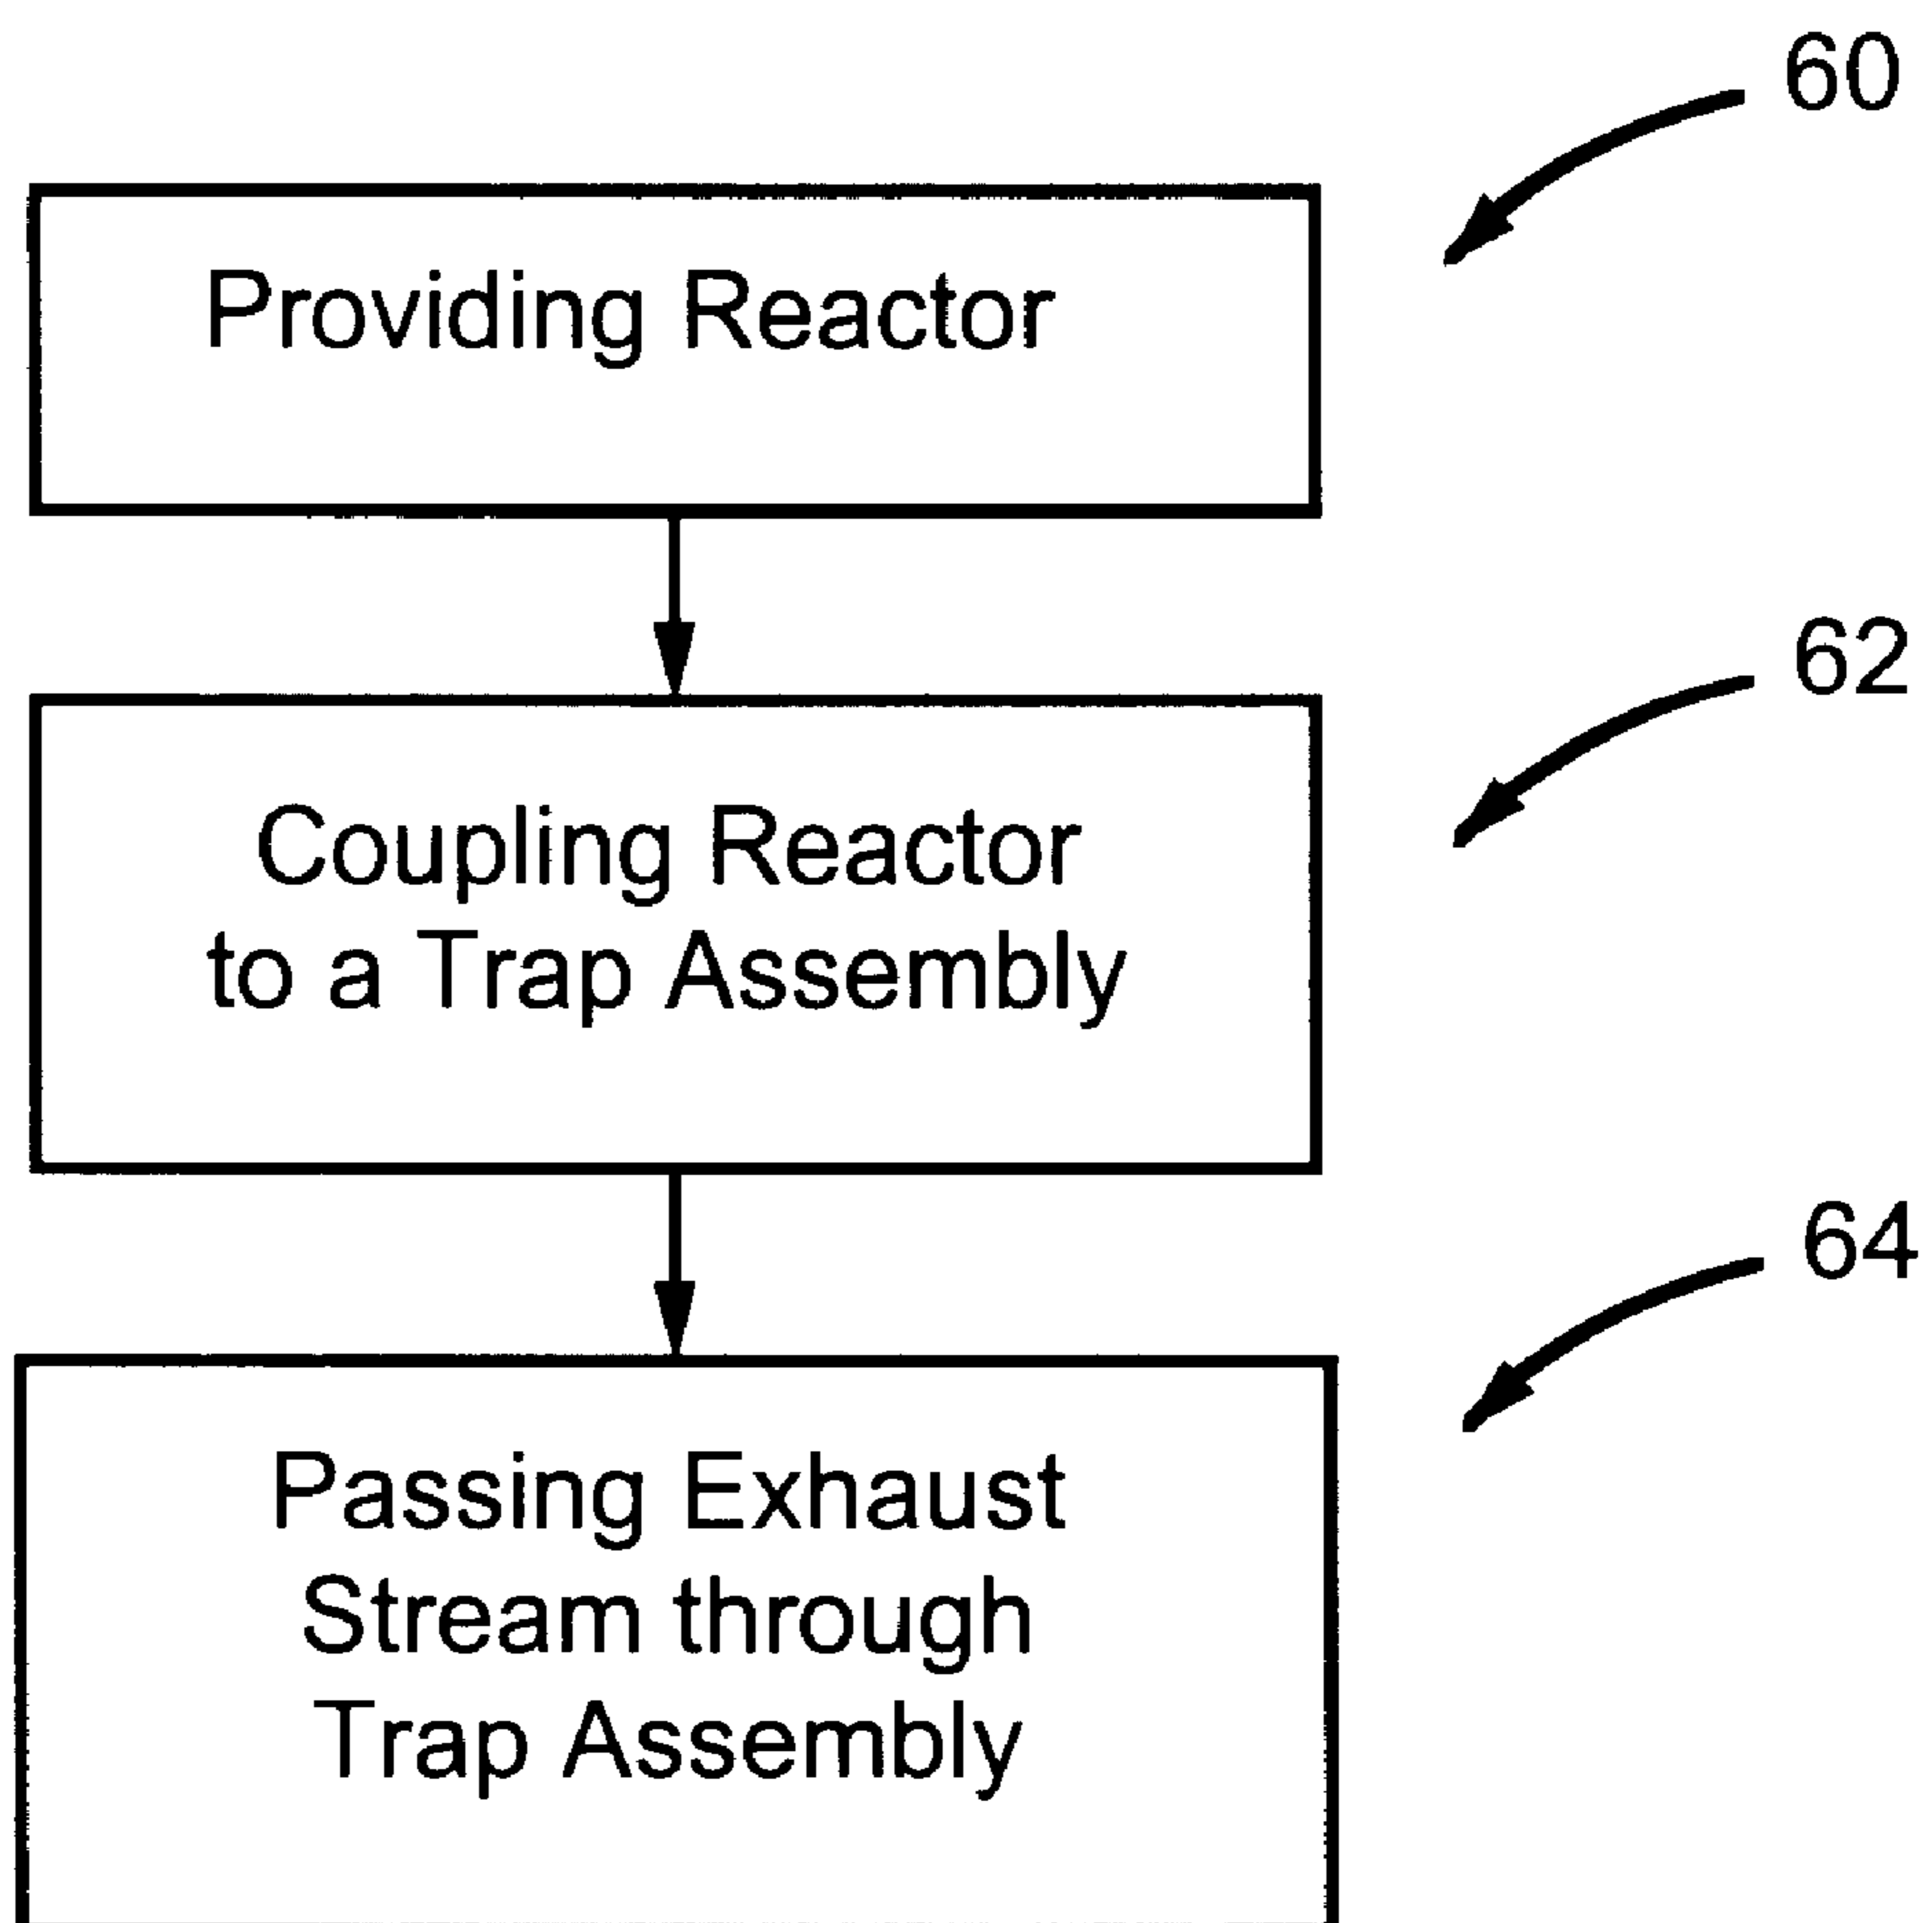 60
Providing Reactor
62
Coupling Reactor
to a Trap Assembly
64
Passing Exhaust
Stream through
Trap Assembly